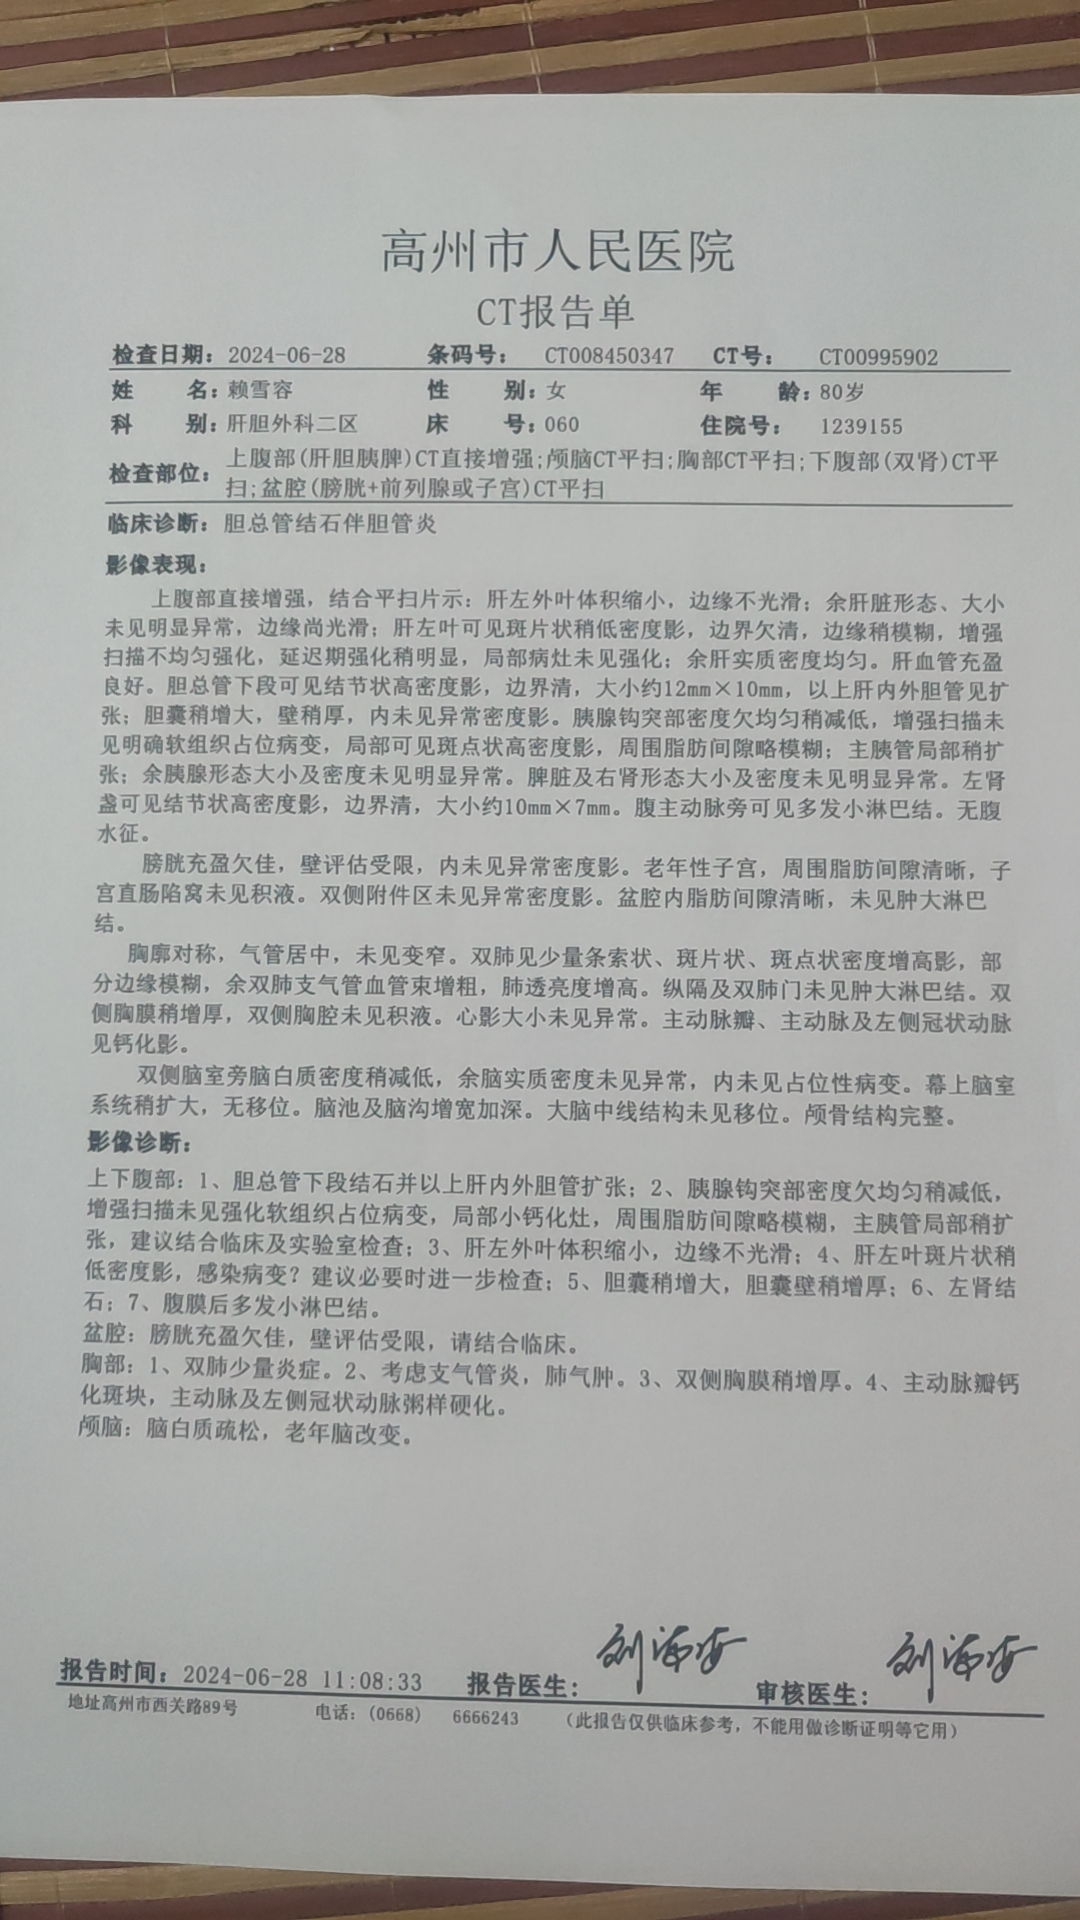 高州市人民医院
CT报告单
检查日期：2024-06-28 条码号： CT008450347 CT号： CT00995902
姓 名：赖雪容 性 别：女 年 龄：80岁
科 别：肝胆外科二区 床 号：060 住院号： 1239155
检查部位：上腹部(肝胆胰脾)CT直接增强;颅脑CT平扫;胸部CT平扫;下腹部(双肾)CT平
扫;盆腔(膀胱+前列腺或子宫)CT平扫
临床诊断：胆总管结石伴胆管炎
影像表现：
上腹部直接增强，结合平扫片示：肝左外叶体积缩小，边缘不光滑；余肝脏形态、大小
未见明显异常，边缘尚光滑；肝左叶可见斑片状稍低密度影，边界欠清，边缘稍模糊，增强
扫描不均匀强化，延迟期强化稍明显，局部病灶未见强化；余肝实质密度均匀。肝血管充盈
良好。胆总管下段可见结节状高密度影，边界清，大小约12mm×10mm，以上肝内外胆管见扩
张；胆囊稍增大，壁稍厚，内未见异常密度影。胰腺钩突部密度欠均匀稍减低，增强扫描未
见明确软组织占位病变，局部可见斑点状高密度影，周围脂肪间隙略模糊；主胰管局部稍扩
张；余胰腺形态大小及密度未见明显异常。脾脏及右肾形态大小及密度未见明显异常。左肾
盏可见结节状高密度影，边界清，大小约10mm×7mm。腹主动脉旁可见多发小淋巴结。无腹
水征。
膀胱充盈欠佳，壁评估受限，内未见异常密度影。老年性子宫，周围脂肪间隙清晰，子
宫直肠陷窝未见积液。双侧附件区未见异常密度影。盆腔内脂肪间隙清晰，未见肿大淋巴
结。
胸廓对称，气管居中，未见变窄。双肺见少量条索状、斑片状、斑点状密度增高影，部
分边缘模糊，余双肺支气管血管束增粗，肺透亮度增高。纵隔及双肺门未见肿大淋巴结。双
侧胸膜稍增厚，双侧胸腔未见积液。心影大小未见异常。主动脉瓣、主动脉及左侧冠状动脉
见钙化影。
双侧脑室旁脑白质密度稍减低，余脑实质密度未见异常，内未见占位性病变。幕上脑室
系统稍扩大，无移位。脑池及脑沟增宽加深。大脑中线结构未见移位。颅骨结构完整。
影像诊断：
上下腹部：1、胆总管下段结石并以上肝内外胆管扩张；2、胰腺钩突部密度欠均匀稍减低，
增强扫描未见强化软组织占位病变，局部小钙化灶，周围脂肪间隙略模糊，主胰管局部稍扩
张，建议结合临床及实验室检查；3、肝左外叶体积缩小，边缘不光滑；4、肝左叶斑片状稍
低密度影，感染病变？建议必要时进一步检查；5、胆囊稍增大，胆囊壁稍增厚；6、左肾结
石；7、腹膜后多发小淋巴结。
盆腔：膀胱充盈欠佳，壁评估受限，请结合临床。
胸部：1、双肺少量炎症。2、考虑支气管炎，肺气肿。3、双侧胸膜稍增厚。4、主动脉瓣钙
化斑块，主动脉及左侧冠状动脉粥样硬化。
颅脑：脑白质疏松，老年脑改变。
报告时间：2024-06-28 11:08:33 报告医生： 审核医生：
地址高州市西关路89号 电话：(0668) 6666243 （此报告仅供临床参考，不能用做诊断证明等它用）